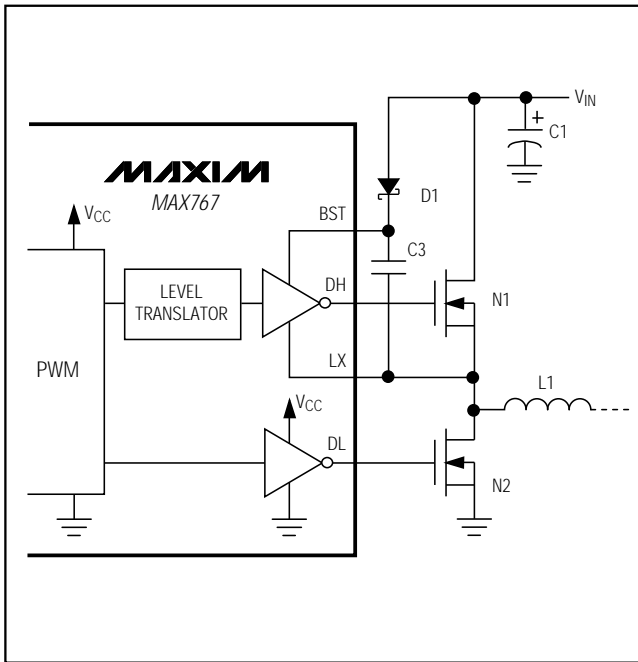 VIN
C1
+
MAXIM
MAX767
D1
VCC
BST
C3
DH
LEVEL
TRANSLATOR
N1
LX
PWM
L1
VCC
DL
N2